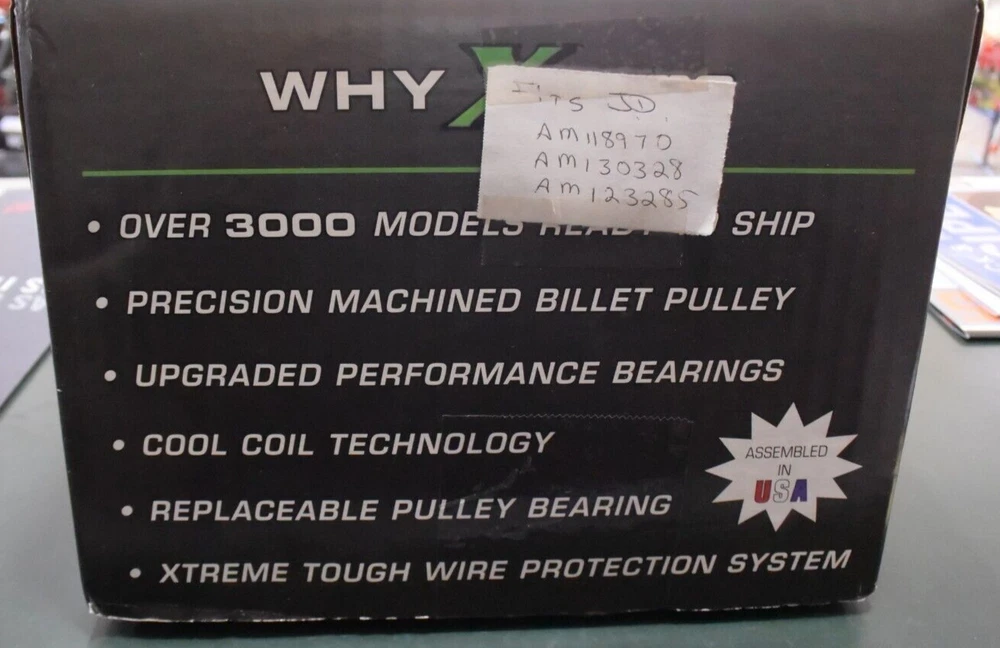 WHY X
FITS JD.
AM118970
AM130328
AM123285
• OVER 3000 MODELS READY SHIP
• PRECISION MACHINED BILLET PULLEY
• UPGRADED PERFORMANCE BEARINGS
• COOL COIL TECHNOLOGY
ASSEMBLED
IN
USA
• REPLACEABLE PULLEY BEARING
• XTREME TOUGH WIRE PROTECTION SYSTEM